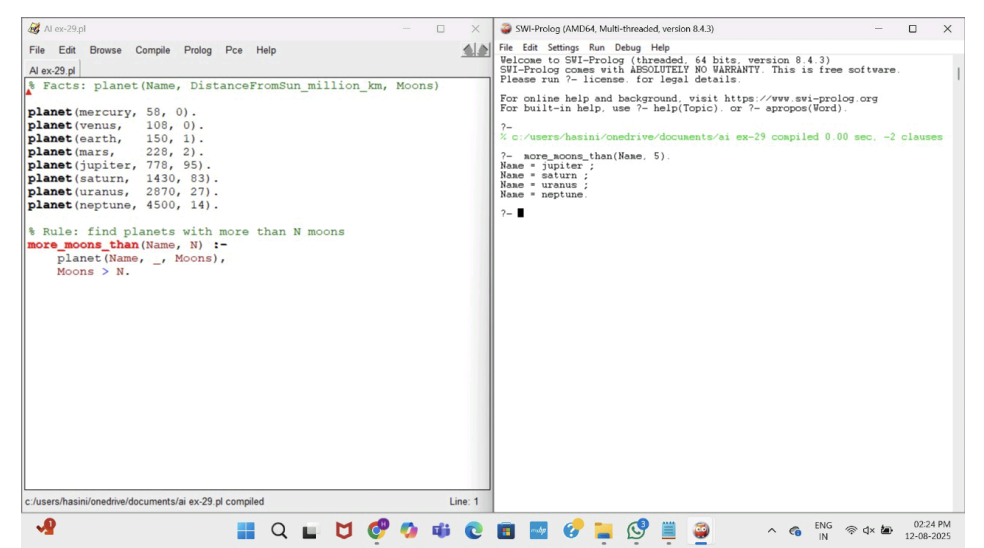 AI ex-29.pl
File Edit Browse Compile Prolog Pce Help
AI ex-29.pl
% Facts: planet(Name, DistanceFromSun_million_km, Moons)
planet(mercury, 58, 0).
planet(venus, 108, 0).
planet(earth, 150, 1).
planet(mars, 228, 2).
planet(jupiter, 778, 95).
planet(saturn, 1430, 83).
planet(uranus, 2870, 27).
planet(neptune, 4500, 14).
% Rule: find planets with more than N moons
more_moons_than(Name, N) :-
planet(Name, _, Moons),
Moons > N.
c:/users/hasini/onedrive/documents/ai ex-29.pl compiled
Line: 1
SWI-Prolog (AMD64, Multi-threaded, version 8.4.3)
File Edit Settings Run Debug Help
Welcome to SWI-Prolog (threaded, 64 bits, version 8.4.3)
SWI-Prolog comes with ABSOLUTELY NO WARRANTY. This is free software.
Please run ?- license. for legal details.
For online help and background, visit https://www.swi-prolog.org
For built-in help, use ?- help(Topic). or ?- apropos(Word).
?-
% c:/users/hasini/onedrive/documents/ai ex-29 compiled 0.00 sec, -2 clauses
?- more_moons_than(Name, 5).
Name = jupiter ;
Name = saturn ;
Name = uranus ;
Name = neptune.
?-
ENG
IN
02:24 PM
12-08-2025